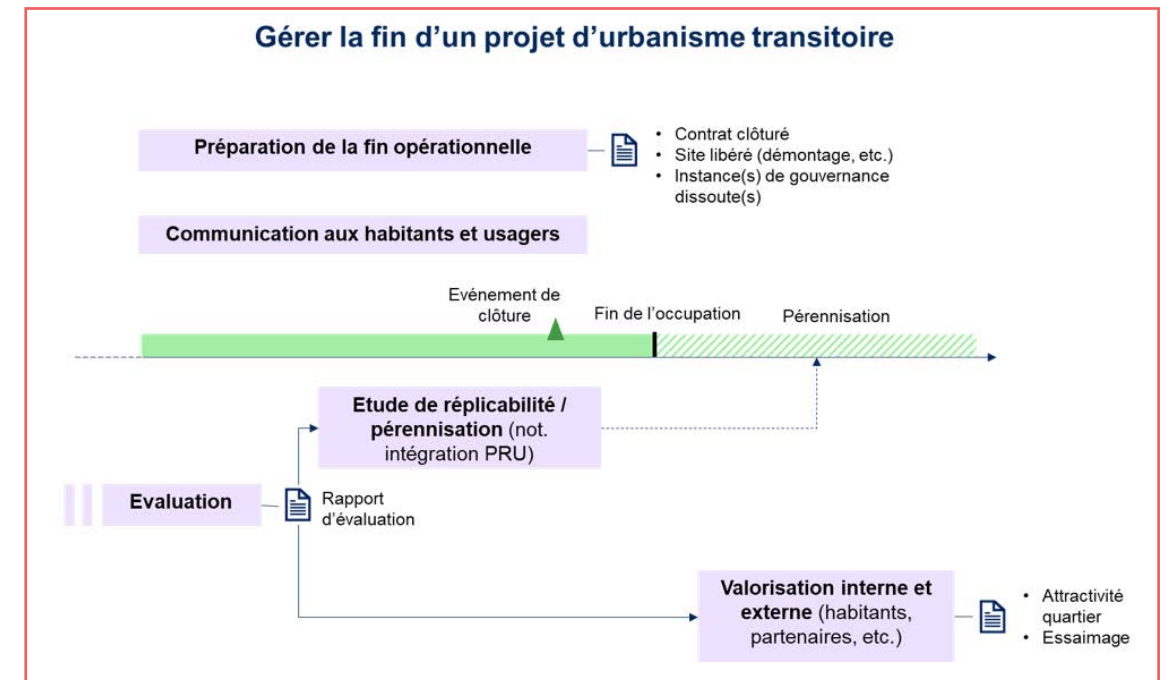 Gérer la fin d’un projet d’urbanisme transitoire
Préparation de la fin opérationnelle
• Contrat clôturé
• Site libéré (démontage, etc.)
• Instance(s) de gouvernance
dissoute(s)
Communication aux habitants et usagers
Evénement de
clôture
Fin de l’occupation
Pérennisation
Etude de réplicabilité /
pérennisation (not.
intégration PRU)
Evaluation
Rapport
d’évaluation
Valorisation interne et
externe (habitants,
partenaires, etc.)
• Attractivité
quartier
• Essaimage